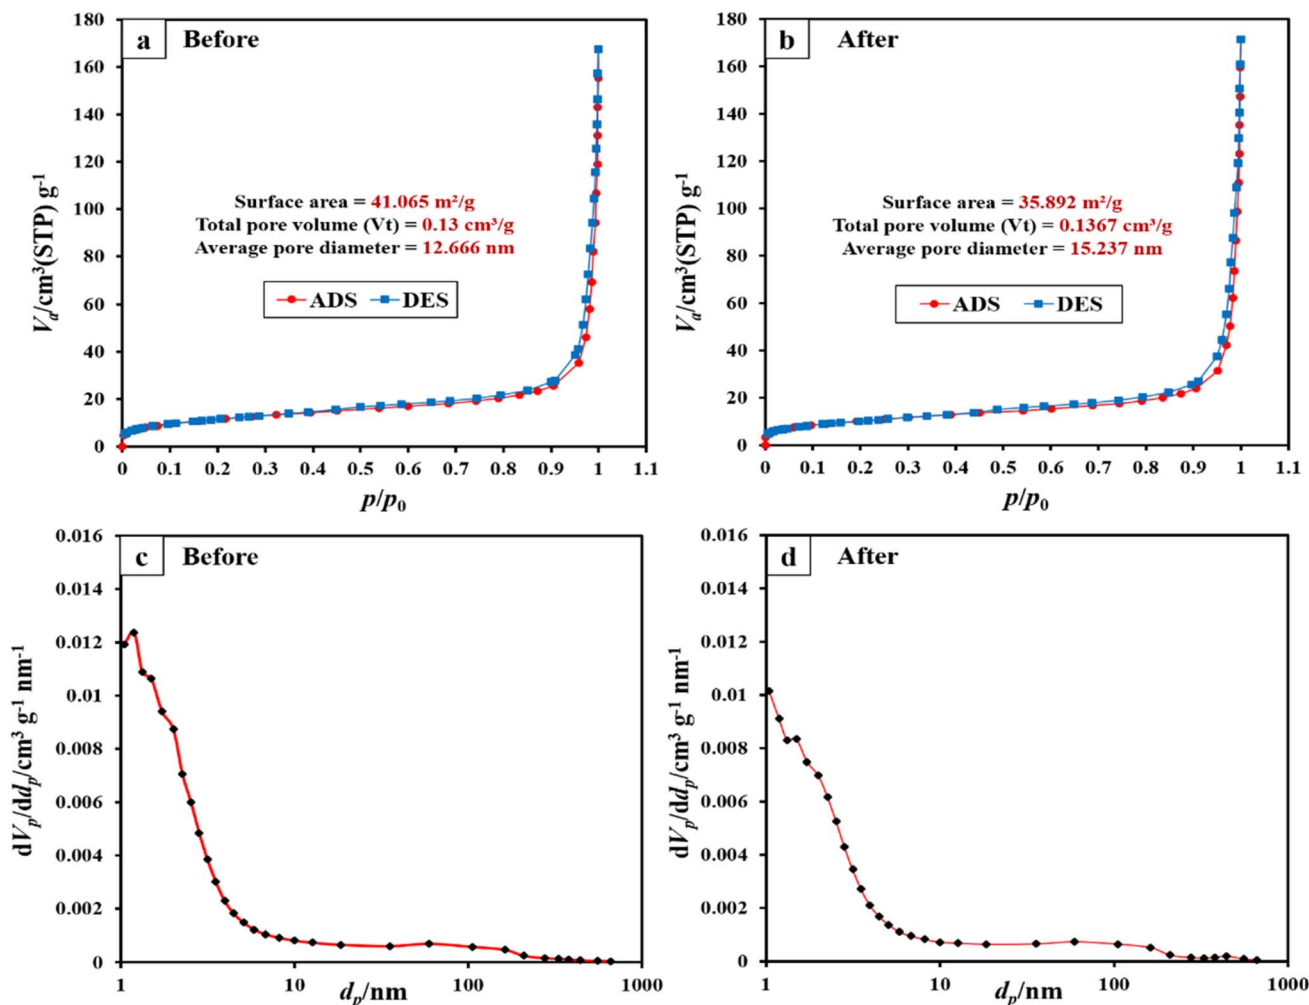 a Before
180
160
140
120
100
80
60
40
20
0
Vₐ/cm³(STP) g⁻¹
Surface area = 41.065 m²/g
Total pore volume (Vt) = 0.13 cm³/g
Average pore diameter = 12.666 nm
ADS DES
0 0.1 0.2 0.3 0.4 0.5 0.6 0.7 0.8 0.9 1 1.1
p/p₀
b After
180
160
140
120
100
80
60
40
20
0
Vₐ/cm³(STP) g⁻¹
Surface area = 35.892 m²/g
Total pore volume (Vt) = 0.1367 cm³/g
Average pore diameter = 15.237 nm
ADS DES
0 0.1 0.2 0.3 0.4 0.5 0.6 0.7 0.8 0.9 1 1.1
p/p₀
c Before
0.016
0.014
0.012
0.01
0.008
0.006
0.004
0.002
0
dVₚ/ddₚ/cm³ g⁻¹ nm⁻¹
1 10 100 1000
dₚ/nm
d After
0.016
0.014
0.012
0.01
0.008
0.006
0.004
0.002
0
dVₚ/ddₚ/cm³ g⁻¹ nm⁻¹
1 10 100 1000
dₚ/nm